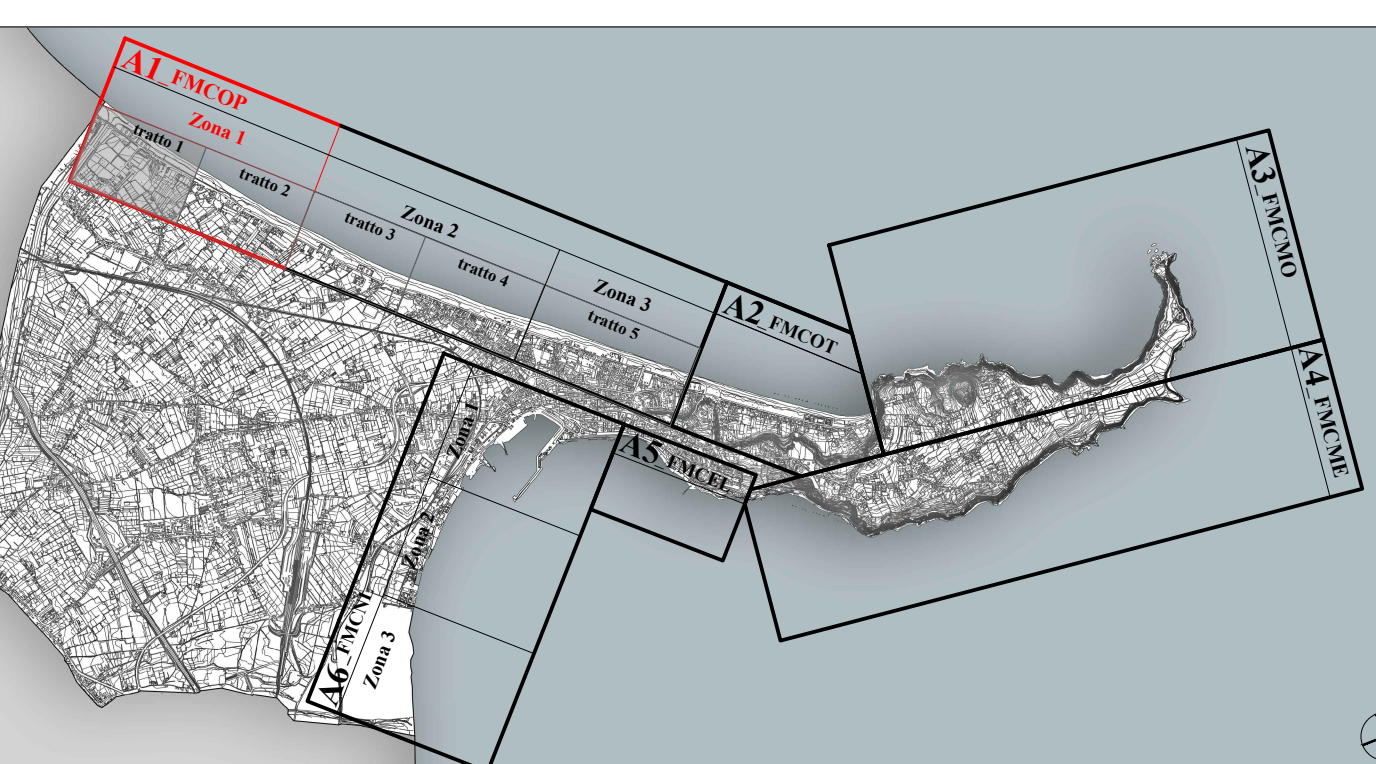 A1_FMCOP
Zona 1
tratto 1
tratto 2
Zona 2
tratto 3
tratto 4
Zona 3
tratto 5
A2_FMCOT
A3_FMCMO
A4_FMCME
A5_FMCEL
A6_FMCNL
Zona 1
Zona 2
Zona 3